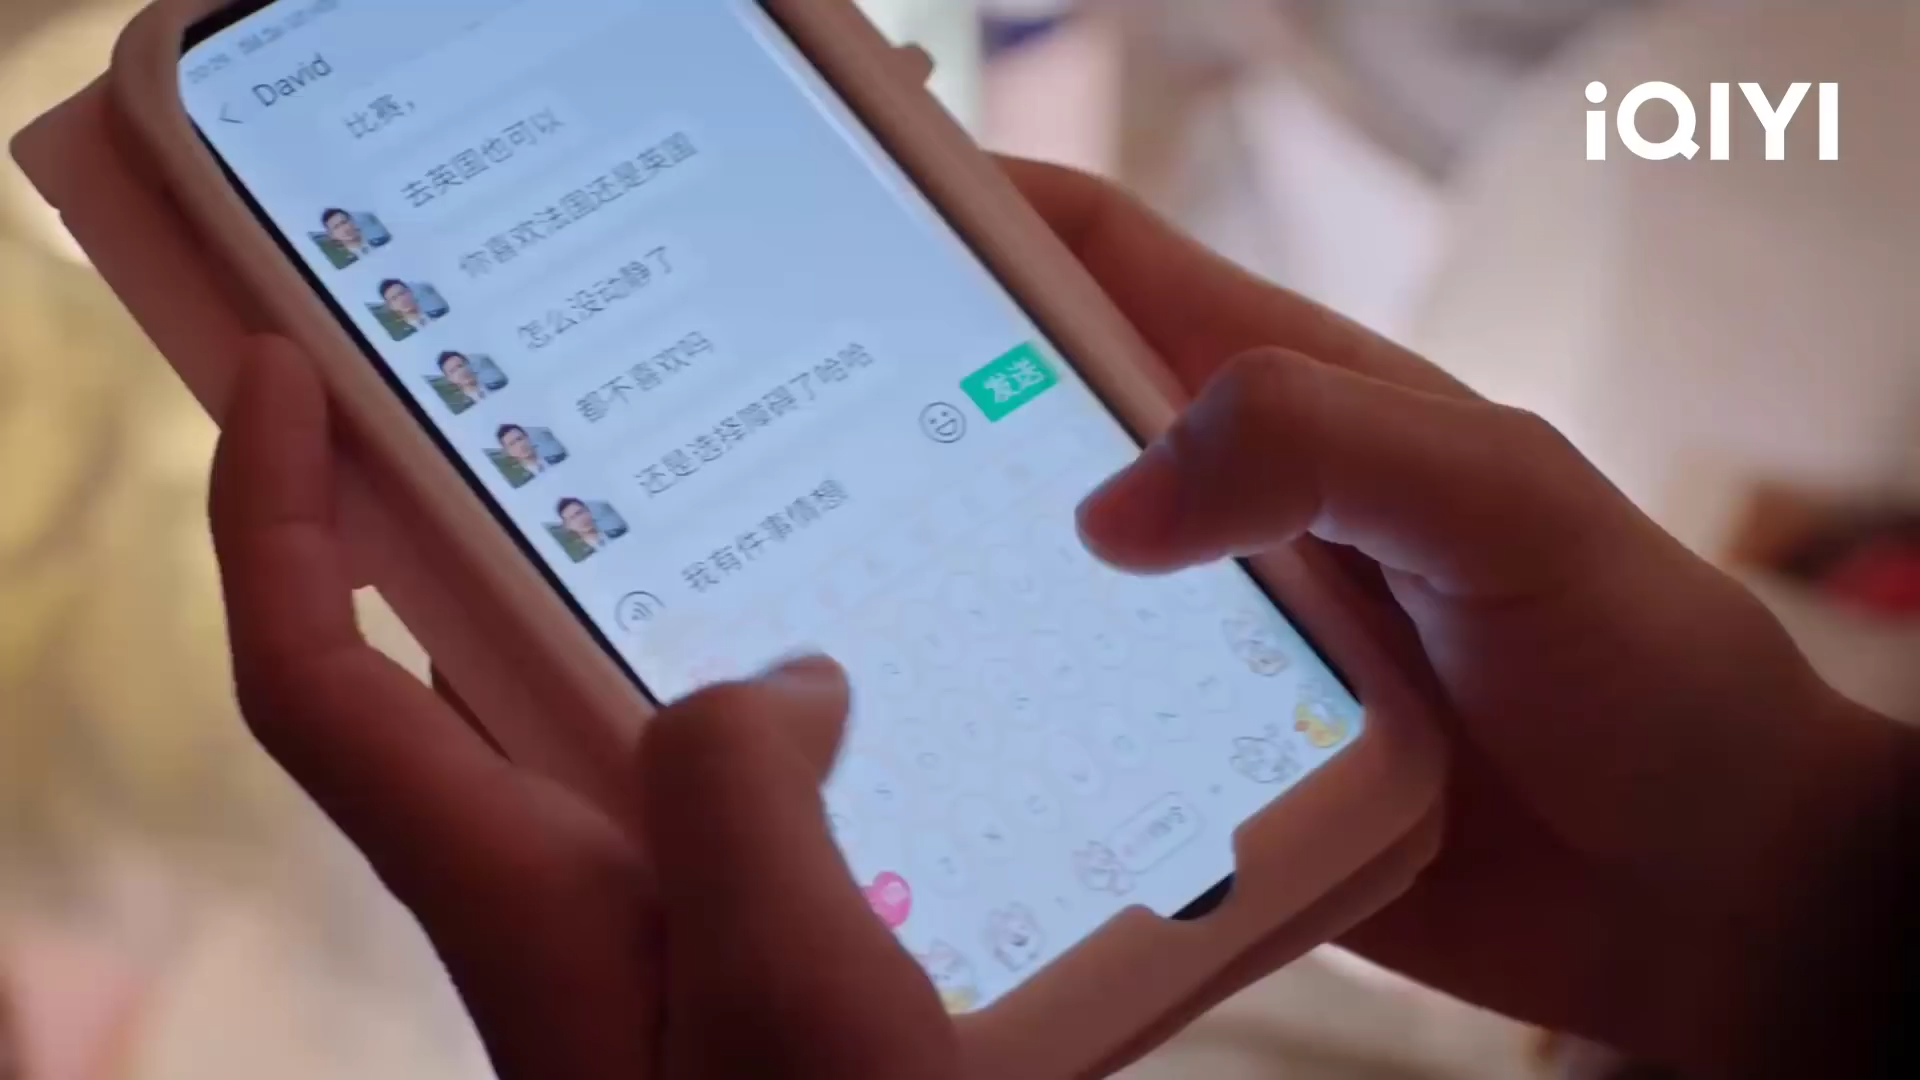 David
iQIYI
比赛，
去英国也可以
你喜欢法国还是英国
怎么没动静了
都不喜欢吗
还是选择障碍了哈哈
发送
我有件事情想